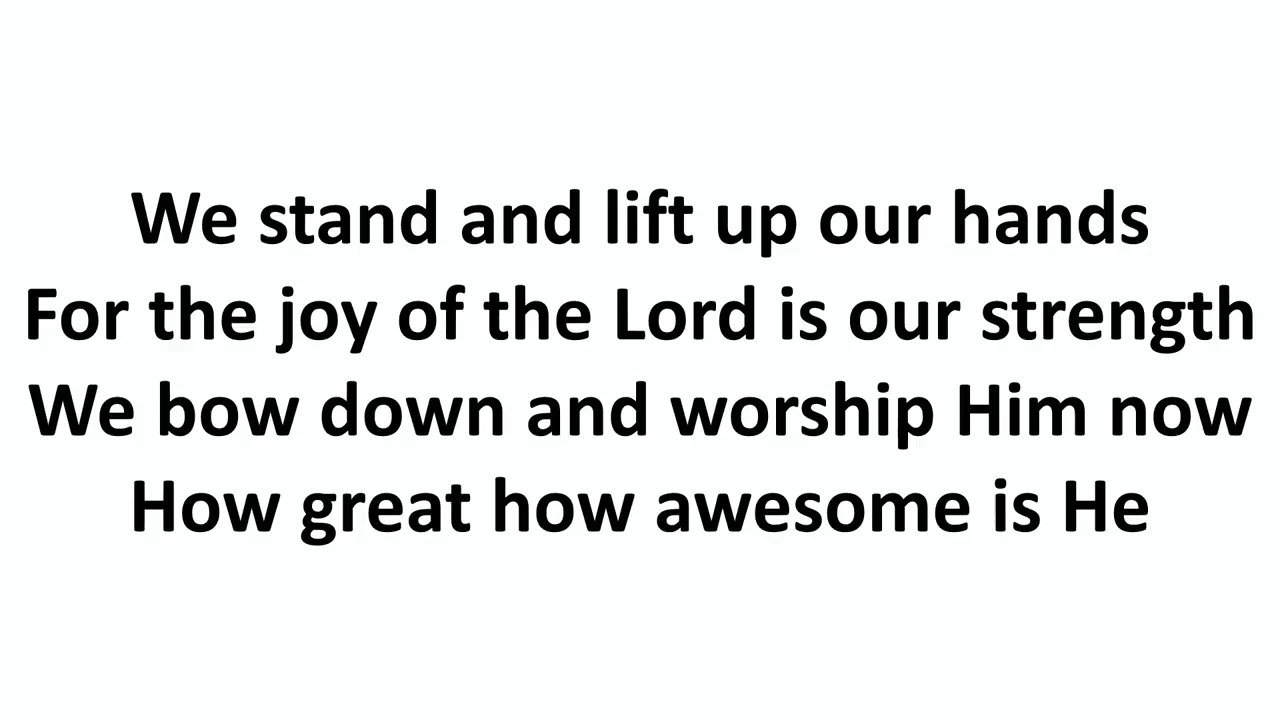 We stand and lift up our hands
For the joy of the Lord is our strength
We bow down and worship Him now
How great how awesome is He